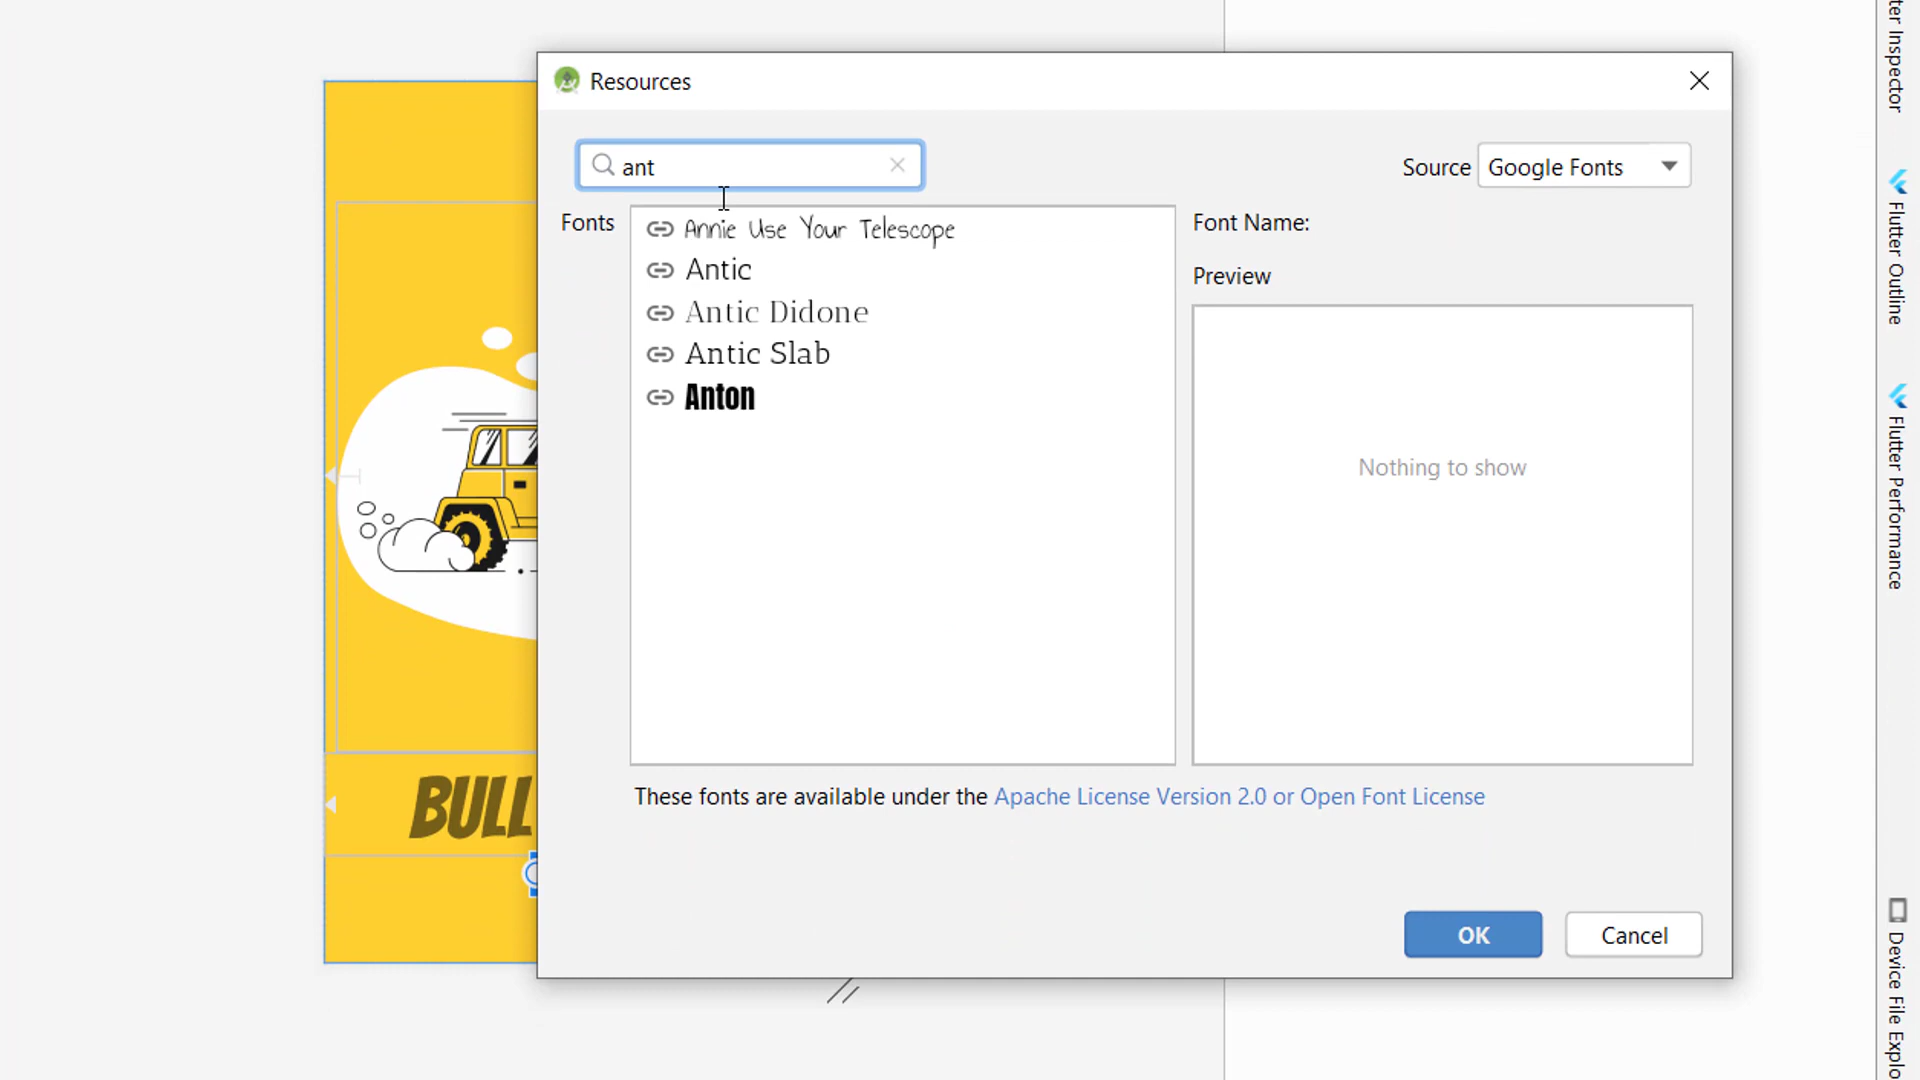 Resources
ant
Source Google Fonts
Fonts
Annie Use Your Telescope
Antic
Antic Didone
Antic Slab
Anton
Font Name:
Preview
Nothing to show
These fonts are available under the Apache License Version 2.0 or Open Font License
OK
Cancel
BULL
Inspector
Flutter Outline
Flutter Performance
Device File